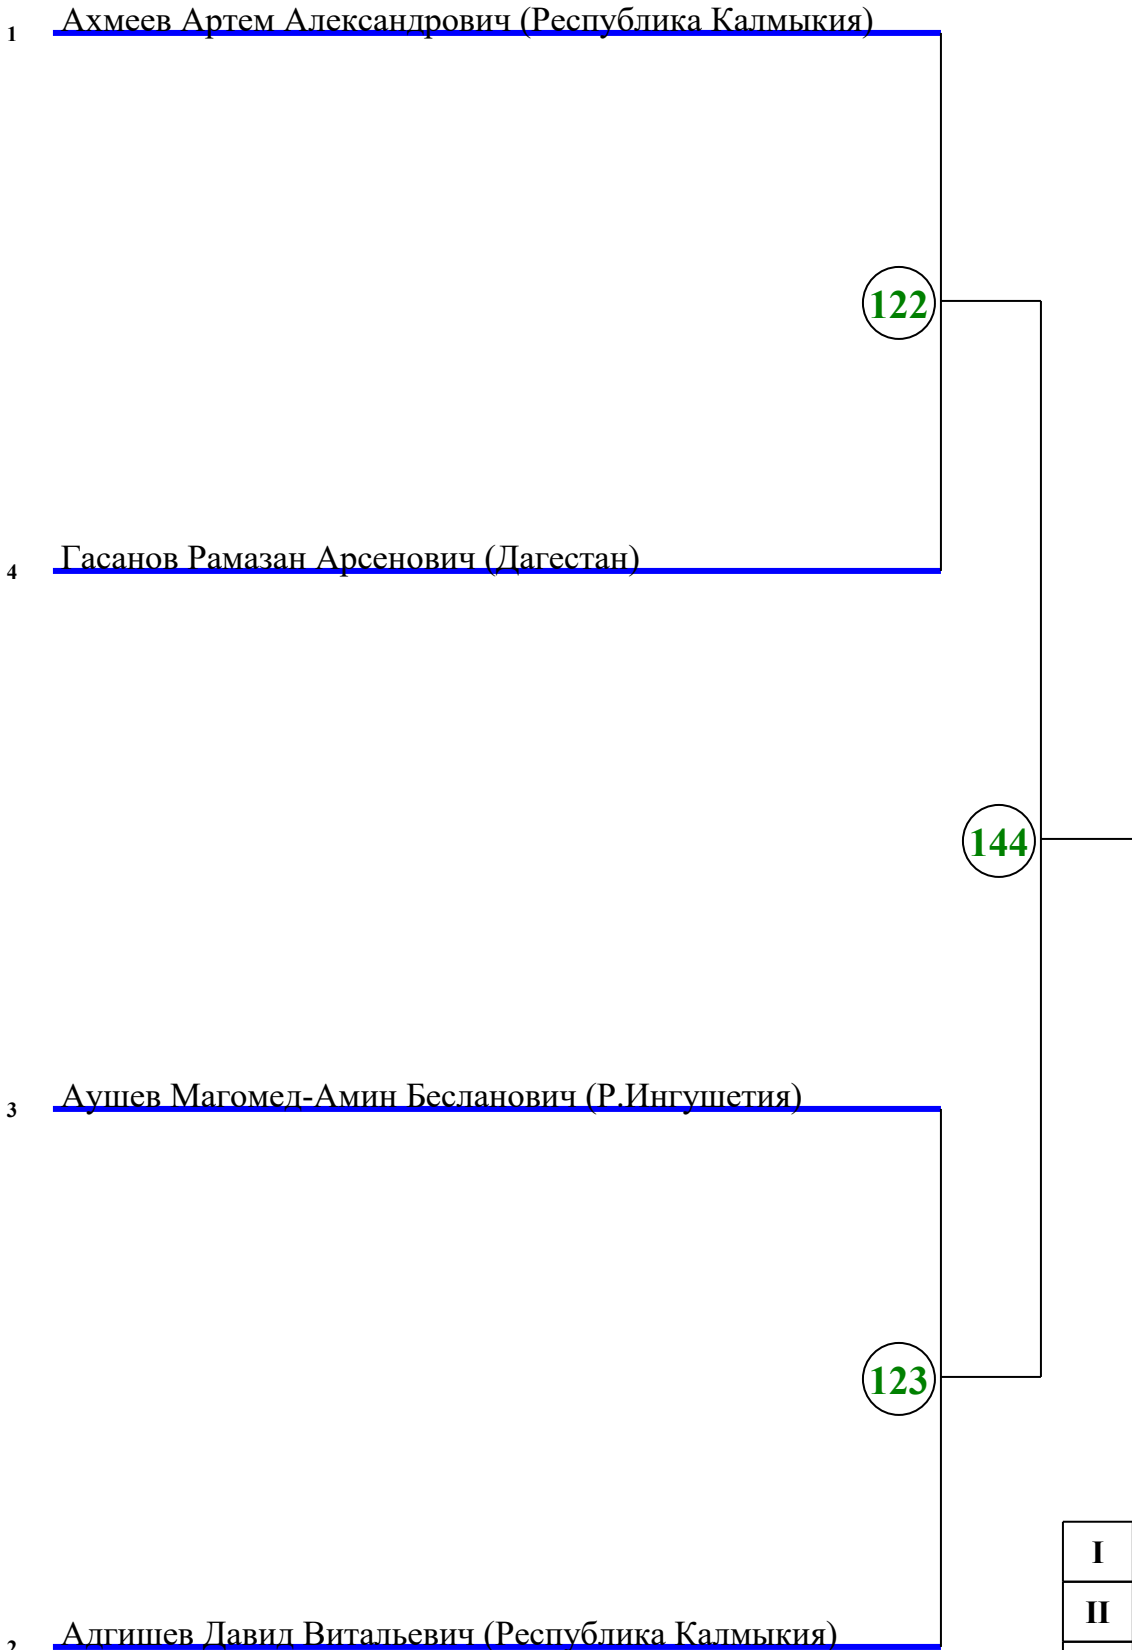 1 Ахмеев Артем Александрович (Республика Калмыкия)
122
4 Гасанов Рамазан Арсенович (Дагестан)
144
3 Аушев Магомед-Амин Бесланович (Р.Ингушетия)
123
I
II
2 Адгишев Давид Витальевич (Республика Калмыкия)